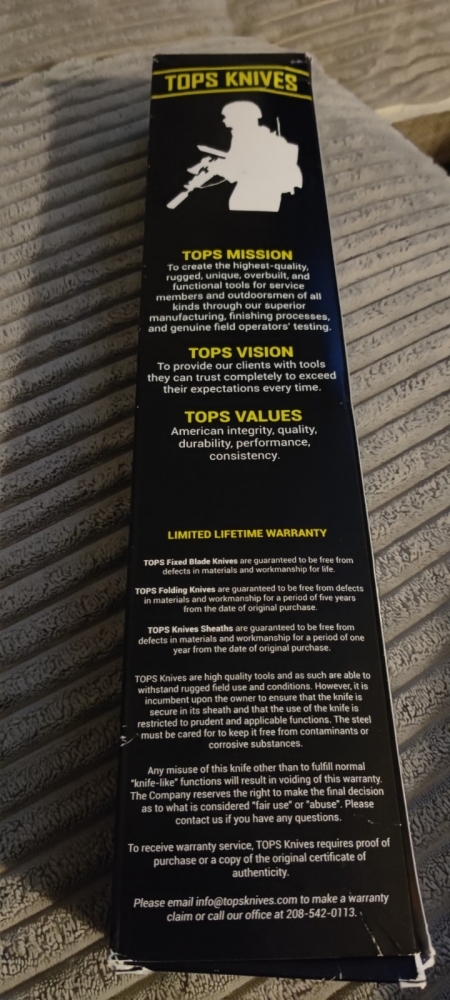 TOPS KNIVES
TOPS MISSION
To create the highest-quality,
rugged, unique, overbuilt, and
functional tools for service
members and outdoorsmen of all
kinds through our superior
manufacturing, finishing processes,
and genuine field operators' testing.
TOPS VISION
To provide our clients with tools
they can trust completely to exceed
their expectations every time.
TOPS VALUES
American integrity, quality,
durability, performance,
consistency.
LIMITED LIFETIME WARRANTY
TOPS Fixed Blade Knives are guaranteed to be free from
defects in materials and workmanship for life.
TOPS Folding Knives are guaranteed to be free from defects
in materials and workmanship for a period of five years
from the date of original purchase.
TOPS Knives Sheaths are guaranteed to be free from
defects in materials and workmanship for a period of one
year from the date of original purchase.
TOPS Knives are high quality tools and as such are able to
withstand rugged field use and conditions. However, it is
incumbent upon the owner to ensure that the knife is
secure in its sheath and that the use of the knife is
restricted to prudent and applicable functions. The steel
must be cared for to keep it free from contaminants or
corrosive substances.
Any misuse of this knife other than to fulfill normal
"knife-like" functions will result in voiding of this warranty.
The Company reserves the right to make the final decision
as to what is considered "fair use" or "abuse". Please
contact us if you have any questions.
To receive warranty service, TOPS Knives requires proof of
purchase or a copy of the original certificate of
authenticity.
Please email info@topsknives.com to make a warranty
claim or call our office at 208-542-0113.